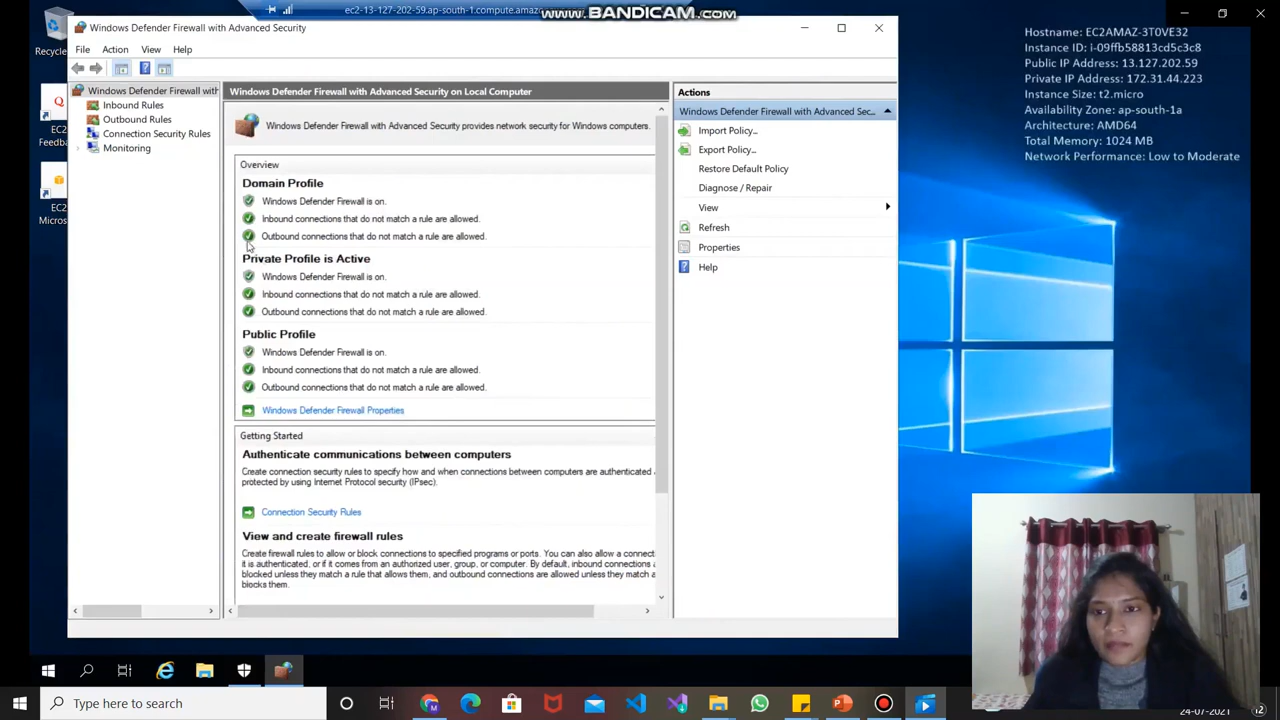 ec2-13-127-202-59.ap-south-1.compute.amazo
www.BANDICAM.com
Recyc
EC2
Feedba
EC2
Micros
Windows Defender Firewall with Advanced Security
File Action View Help
Windows Defender Firewall with
Inbound Rules
Outbound Rules
Connection Security Rules
Monitoring
Windows Defender Firewall with Advanced Security on Local Computer
Windows Defender Firewall with Advanced Security provides network security for Windows computers.
Overview
Domain Profile
Windows Defender Firewall is on.
Inbound connections that do not match a rule are allowed.
Outbound connections that do not match a rule are allowed.
Private Profile is Active
Windows Defender Firewall is on.
Inbound connections that do not match a rule are allowed.
Outbound connections that do not match a rule are allowed.
Public Profile
Windows Defender Firewall is on.
Inbound connections that do not match a rule are allowed.
Outbound connections that do not match a rule are allowed.
Windows Defender Firewall Properties
Getting Started
Authenticate communications between computers
Create connection security rules to specify how and when connections between computers are authenticated
protected by using Internet Protocol security (IPsec).
Connection Security Rules
View and create firewall rules
Create firewall rules to allow or block connections to specified programs or ports. You can also allow a connect
it is authenticated, or if it comes from an authorized user, group, or computer. By default, inbound connections
blocked unless they match a rule that allows them, and outbound connections are allowed unless they match a
blocks them.
Actions
Windows Defender Firewall with Advanced Sec...
Import Policy...
Export Policy...
Restore Default Policy
Diagnose / Repair
View
Refresh
Properties
Help
Hostname: EC2AMAZ-3T0VE32
Instance ID: i-09ffb58813cd5c3c8
Public IP Address: 13.127.202.59
Private IP Address: 172.31.44.223
Instance Size: t2.micro
Availability Zone: ap-south-1a
Architecture: AMD64
Total Memory: 1024 MB
Network Performance: Low to Moderate
Type here to search
24-07-2021
12